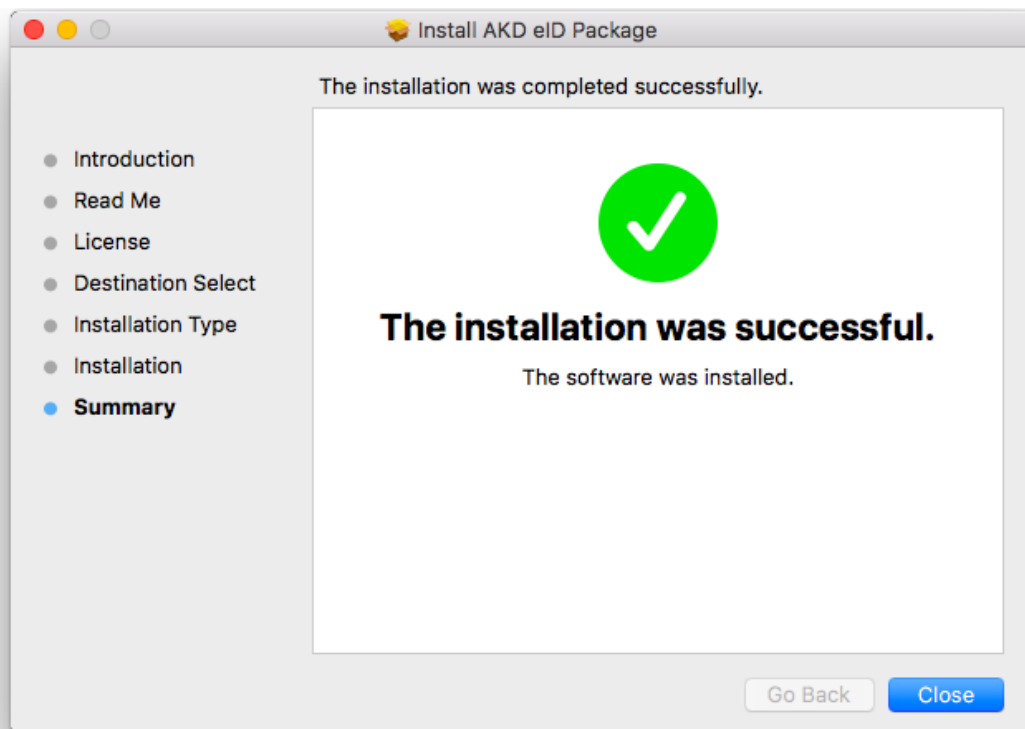 Install AKD eID Package
The installation was completed successfully.
Introduction
Read Me
License
Destination Select
Installation Type
Installation
Summary
The installation was successful.
The software was installed.
Go Back
Close